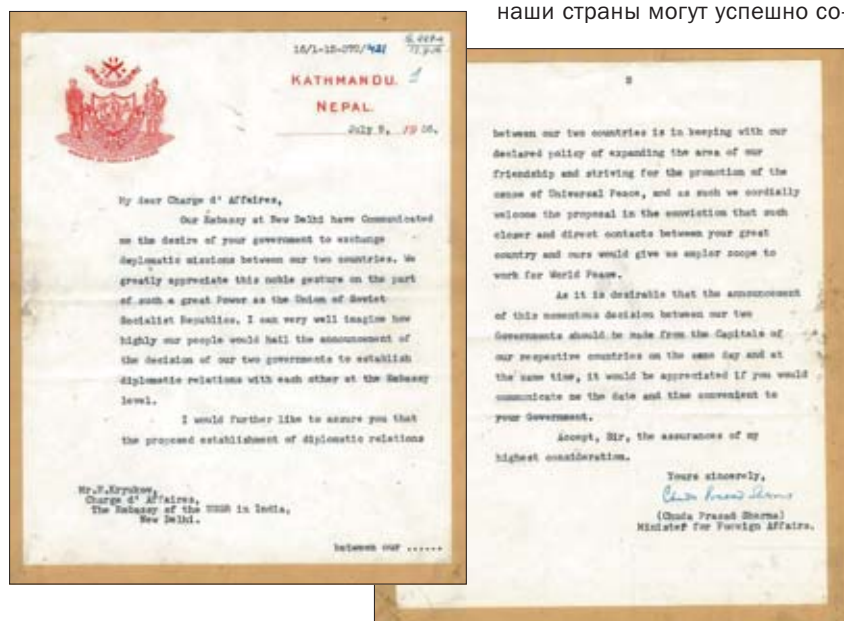 наши страны могут успешно со-
16/1-15-070/421
KATHMANDU. 1
NEPAL.
July 9, 1956.
My dear Charge d' Affaires,
Our Embassy at New Delhi have Communicated
me the desire of your government to exchange
deplomatic missions between our two countries. We
greatly appreciate this noble gesture on the part
of such a great Power as the Union of Soviet
Socialist Republics. I can very well imagine how
highly our people would hail the announcement of
the decision of our two governments to establish
diplomatic relations with each other at the Embassy
level.
I would further like to assure you that
the proposed establishment of diplomatic relations
Mr.F.Kryukow,
Charge d' Affaires,
The Embassy of the USSR in India,
New Delhi.
between our ......
2
between our two countries is in keeping with our
declared policy of expanding the area of our
friendship and striving for the promotion of the
cause of Universal Peace, and as such we cordially
welcome the proposal in the conviction that such
closer and direct contacts between your great
country and ours would give us ampler scope to
work for World Peace.
As it is desirable that the announcement
of this momentous decision between our two
Governments should be made from the Capitals of
our respective countries on the same day and at
the same time, it would be appreciated if you would
communicate me the date and time convenient to
your Government.
Accept, Sir, the assurances of my
highest consideration.
Yours sincerely,
Chuda Prasad Sharma
(Chuda Prasad Sharma)
Minister for Foreign Affairs.